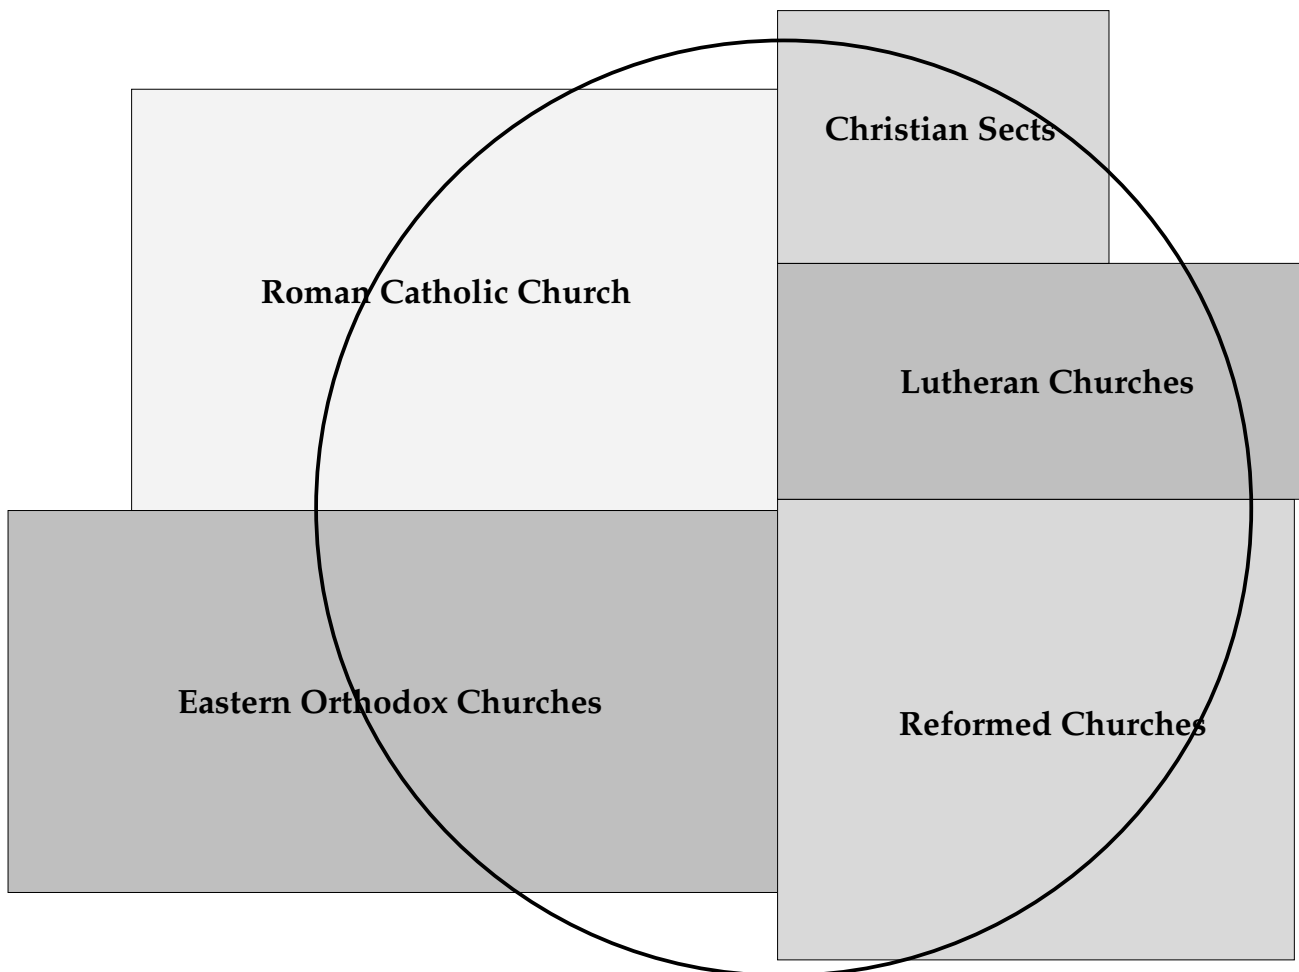 Christian Sects
Roman Catholic Church
Lutheran Churches
Eastern Orthodox Churches
Reformed Churches